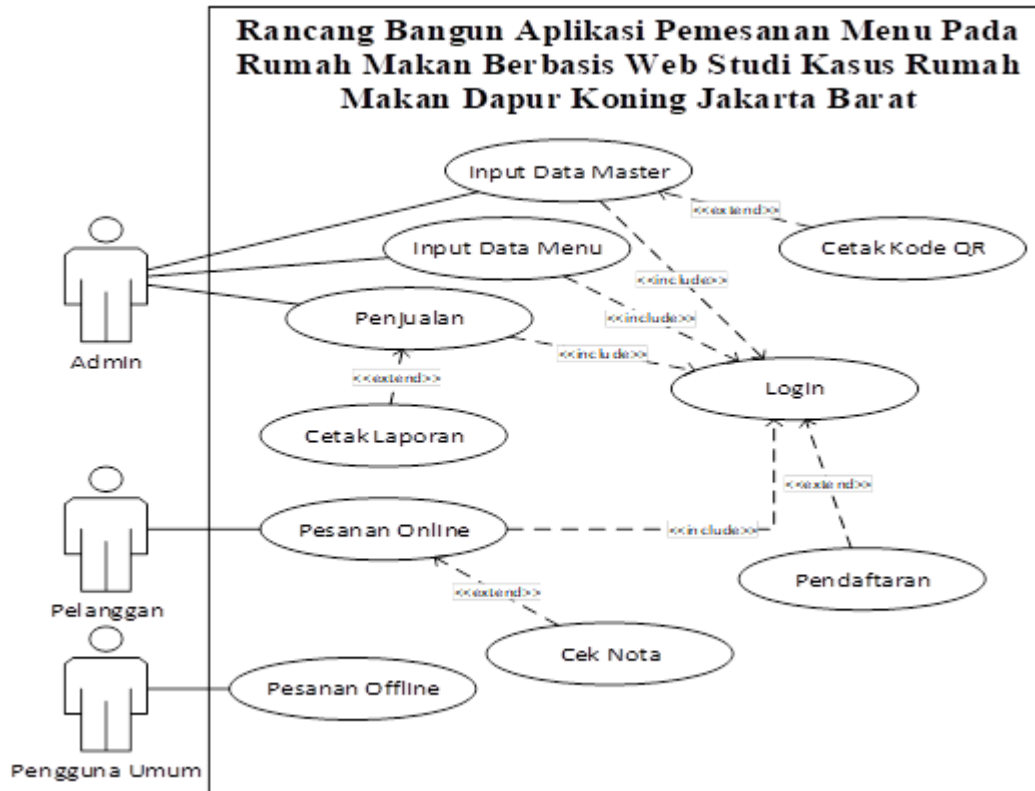 Rancang Bangun Aplikasi Pemesanan Menu Pada
Rumah Makan Berbasis Web Studi Kasus Rumah
Makan Dapur Koning Jakarta Barat
Input Data Master
<<extend>>
Cetak Kode QR
Input Data Menu
<<include>>
<<include>>
Penjualan
<<include>>
Admin
<<extend>>
Login
Cetak Laporan
<<extend>>
Pesanan Online
<<include>>
Pendaftaran
<<extend>>
Pelanggan
Cek Nota
Pesanan Offline
Pengguna Umum